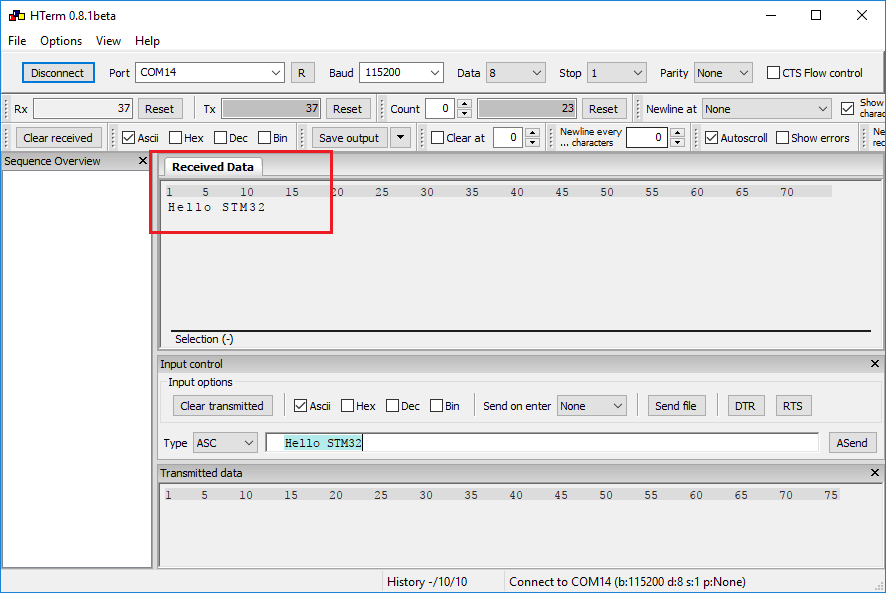 HTerm 0.8.1beta
File Options View Help
Disconnect Port COM14 R Baud 115200 Data 8 Stop 1 Parity None CTS Flow control
Rx 37 Reset Tx 37 Reset Count 0 23 Reset Newline at None Show
charac
Clear received Ascii Hex Dec Bin Save output Clear at 0 Newline every
... characters 0 Autoscroll Show errors Ne
rec
Sequence Overview
Received Data
1 5 10 15 20 25 30 35 40 45 50 55 60 65 70
Hello STM32
Selection (-)
Input control
Input options
Clear transmitted Ascii Hex Dec Bin Send on enter None Send file DTR RTS
Type ASC Hello STM32 ASend
Transmitted data
1 5 10 15 20 25 30 35 40 45 50 55 60 65 70 75
History -/10/10 Connect to COM14 (b:115200 d:8 s:1 p:None)